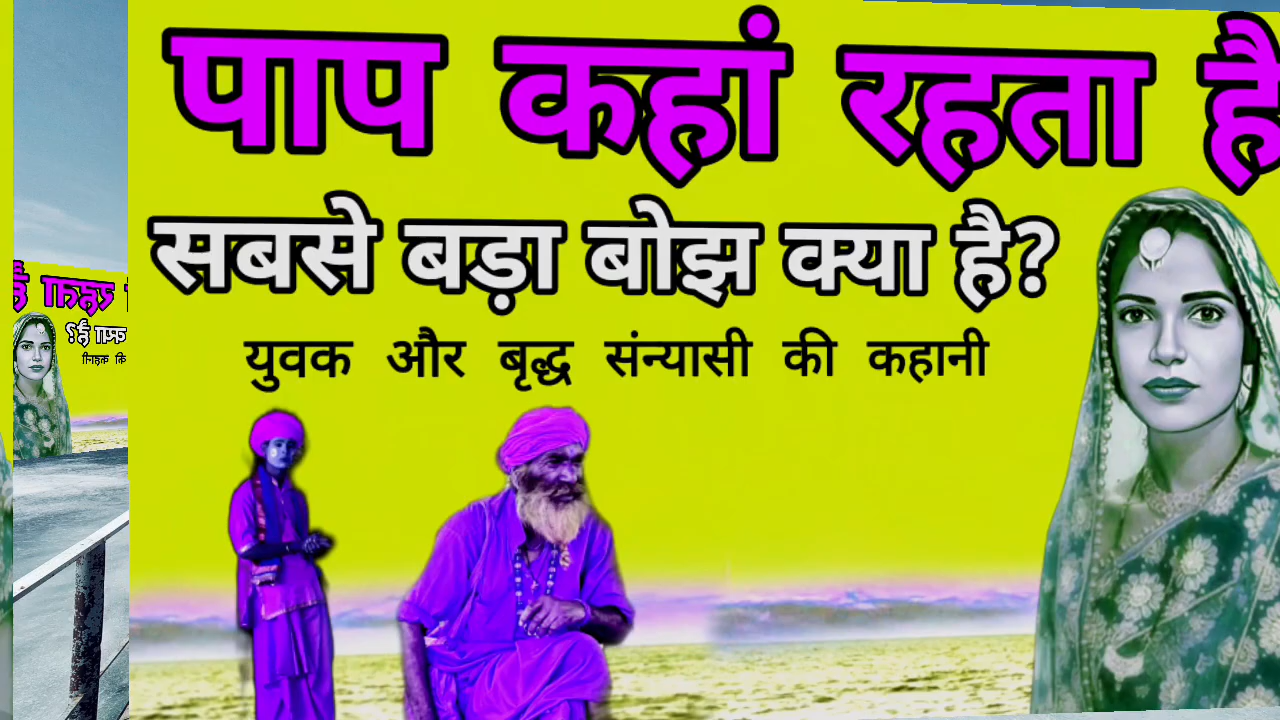 पाप कहां रहता है
सबसे बड़ा बोझ क्या है?
युवक और बृद्ध संन्यासी की कहानी